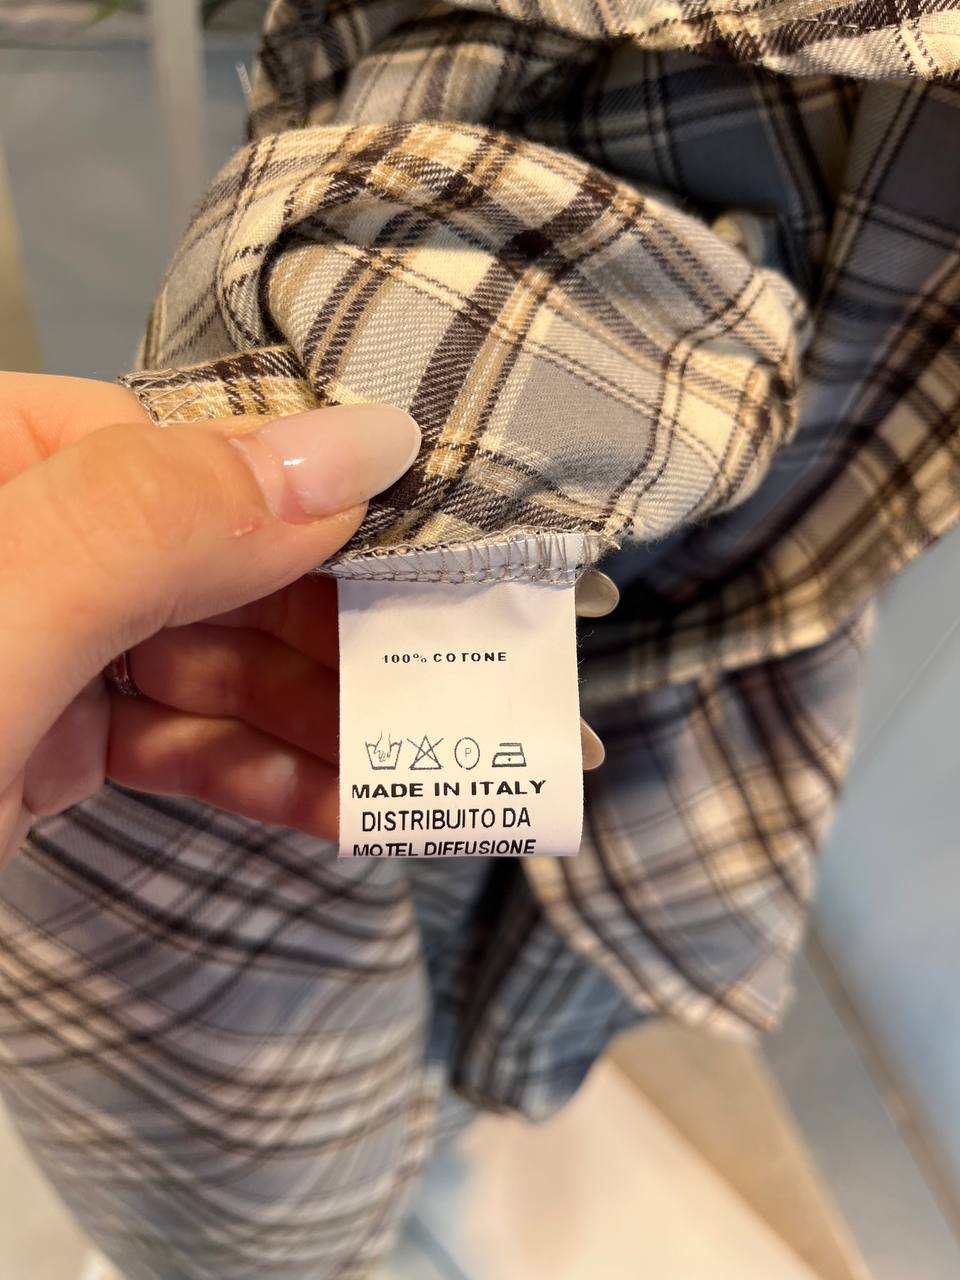 100% COTONE
P
MADE IN ITALY
DISTRIBUITO DA
MOTEL DIFFUSIONE